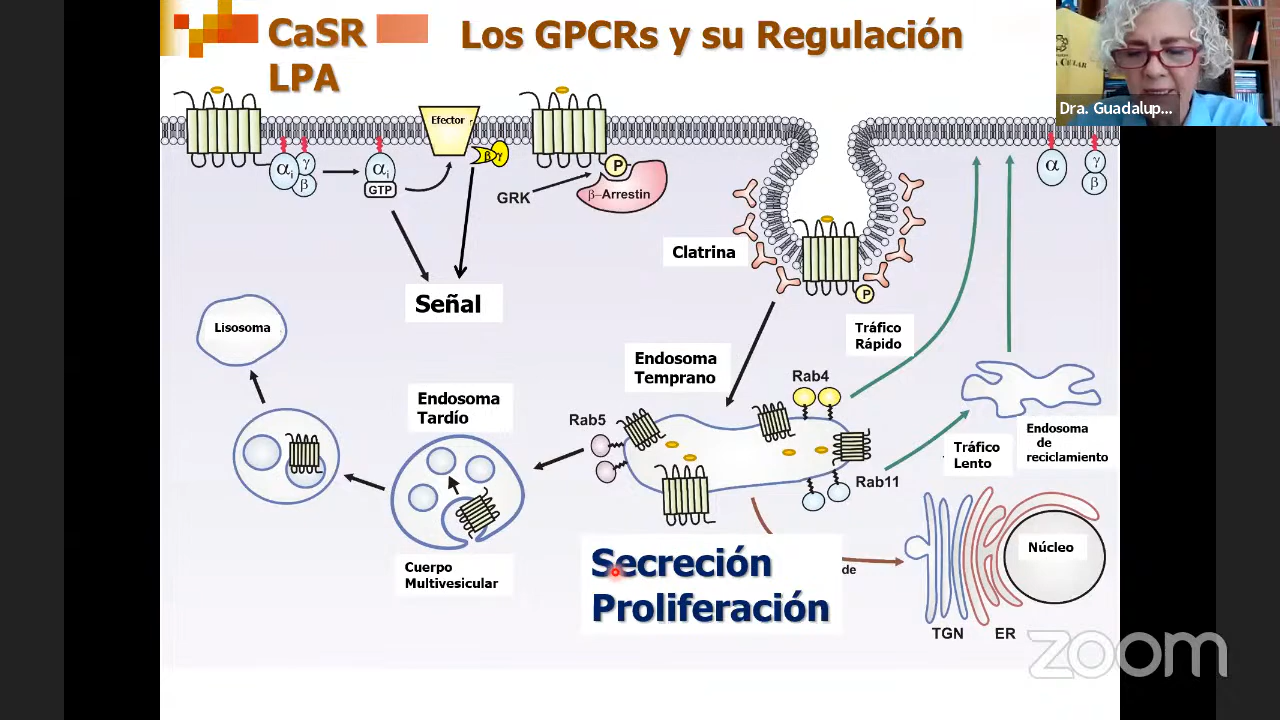 CaSR
LPA
Los GPCRs y su Regulación
Dra. Guadalup...
Efector
αi
γ
β
αi
GTP
β
γ
GRK
P
β-Arrestin
α
γ
β
Clatrina
P
Señal
Lisosoma
Tráfico
Rápido
Endosoma
Temprano
Rab4
Endosoma
Tardío
Rab5
Endosoma
de
reciclamiento
Tráfico
Lento
Rab11
Cuerpo
Multivesicular
Secreción
Proliferación
de
Núcleo
TGN
ER
zoom